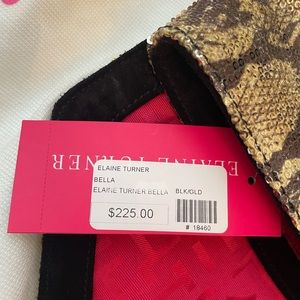 ELAINE TURNER
ELAINE TURNER
BELLA
ELAINE TURNER BELLA BLK/GLD
$225.00
# 18460